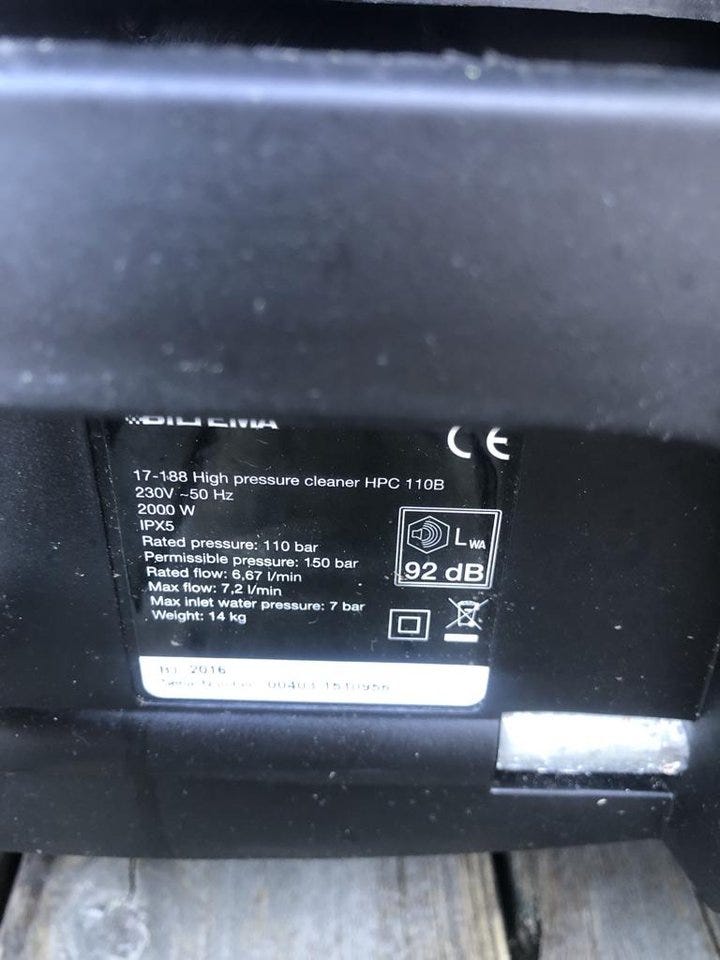 BILTEMA
CE
17-188 High pressure cleaner HPC 110B
230V ~50 Hz
2000 W
IPX5
Rated pressure: 110 bar
Permissible pressure: 150 bar
Rated flow: 6,67 l/min
Max flow: 7,2 l/min
Max inlet water pressure: 7 bar
Weight: 14 kg
LWA
92 dB
2016